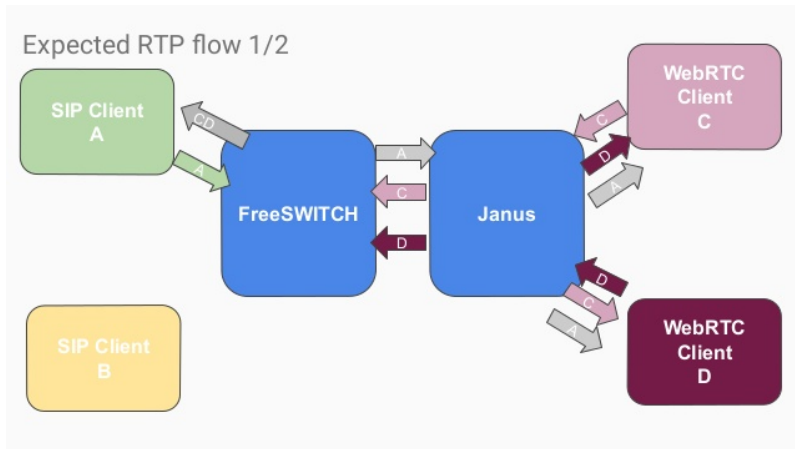 Expected RTP flow 1/2
SIP Client
A
CD
A
FreeSWITCH
A
C
D
Janus
WebRTC
Client
C
C
D
A
D
C
A
SIP Client
B
WebRTC
Client
D